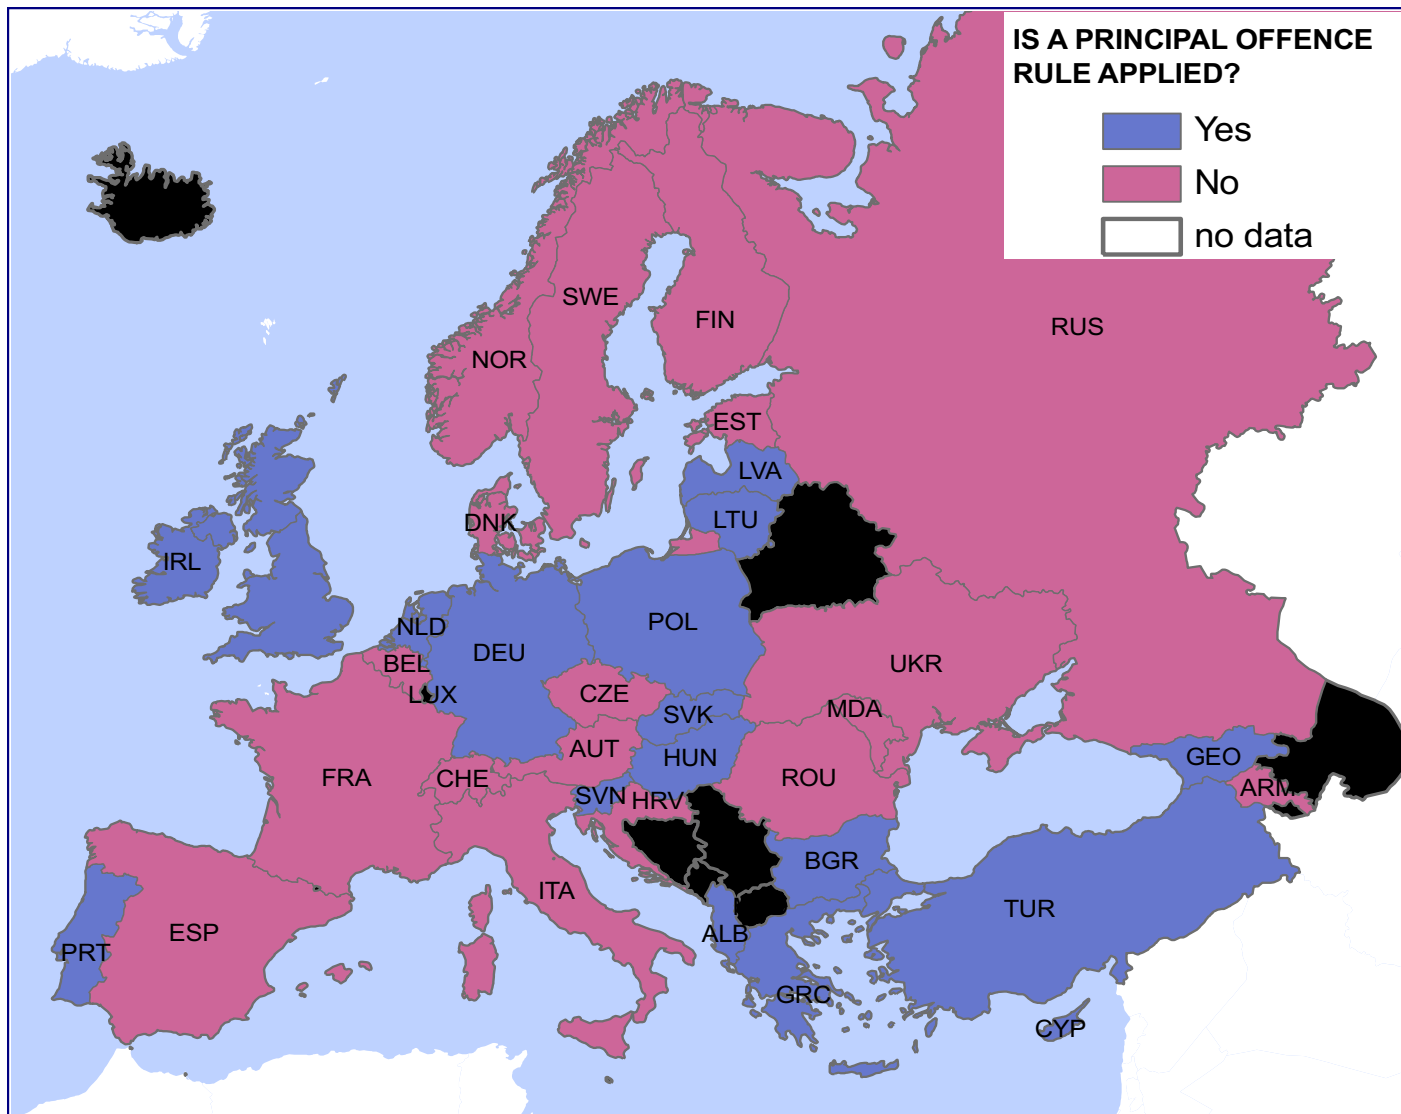 IS A PRINCIPAL OFFENCE
RULE APPLIED?
Yes
No
no data
SWE
FIN
RUS
NOR
EST
LVA
DNK
LTU
IRL
NLD
POL
DEU
BEL
UKR
LUX
CZE
MDA
SVK
AUT
HUN
GEO
FRA
CHE
ROU
ARM
SVN
HRV
BGR
ITA
TUR
ESP
ALB
PRT
GRC
CYP